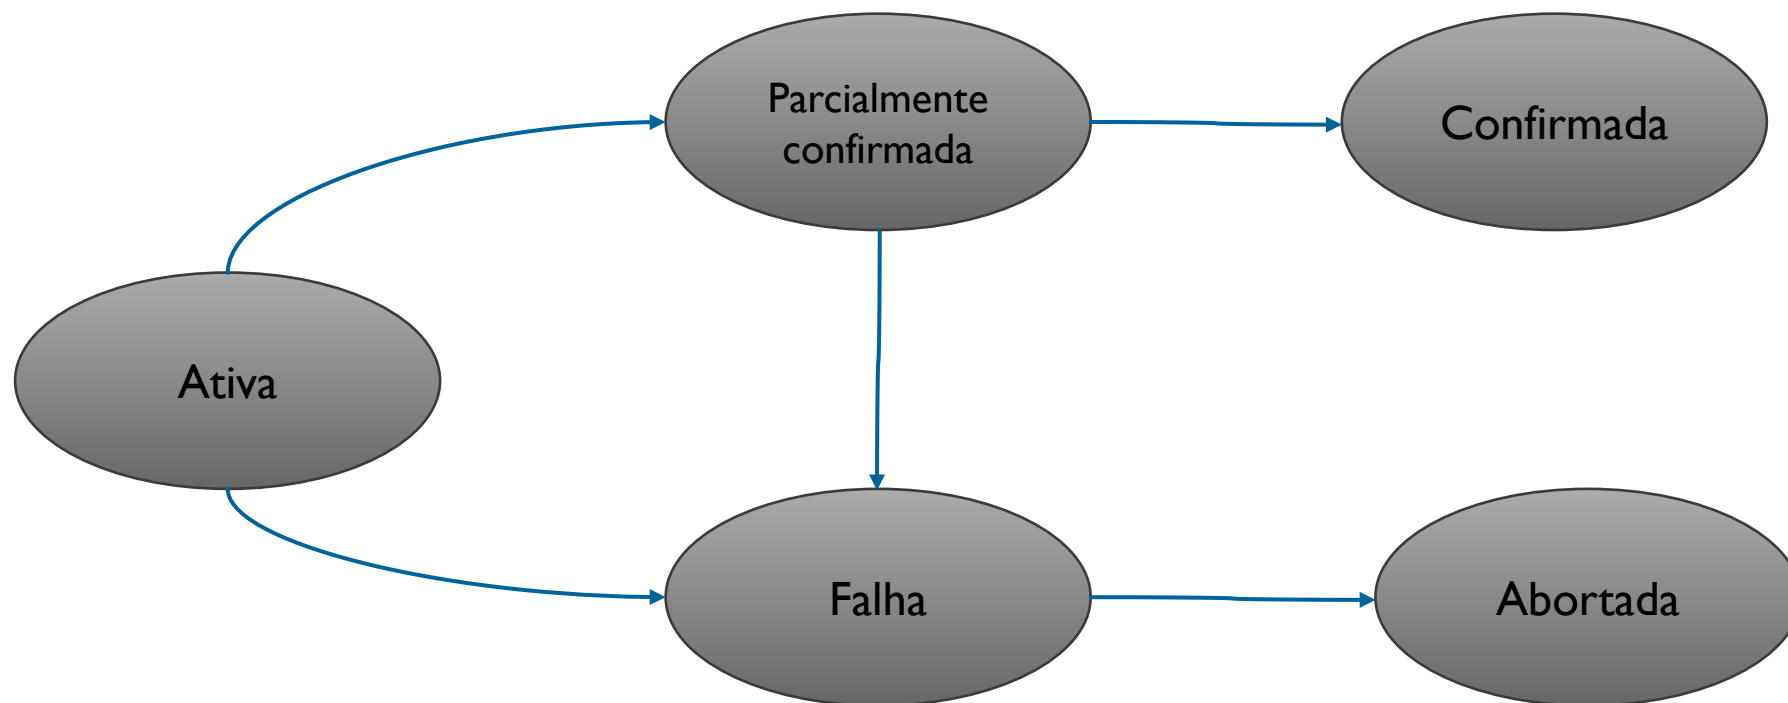 Parcialmente
confirmada
Confirmada
Ativa
Falha
Abortada